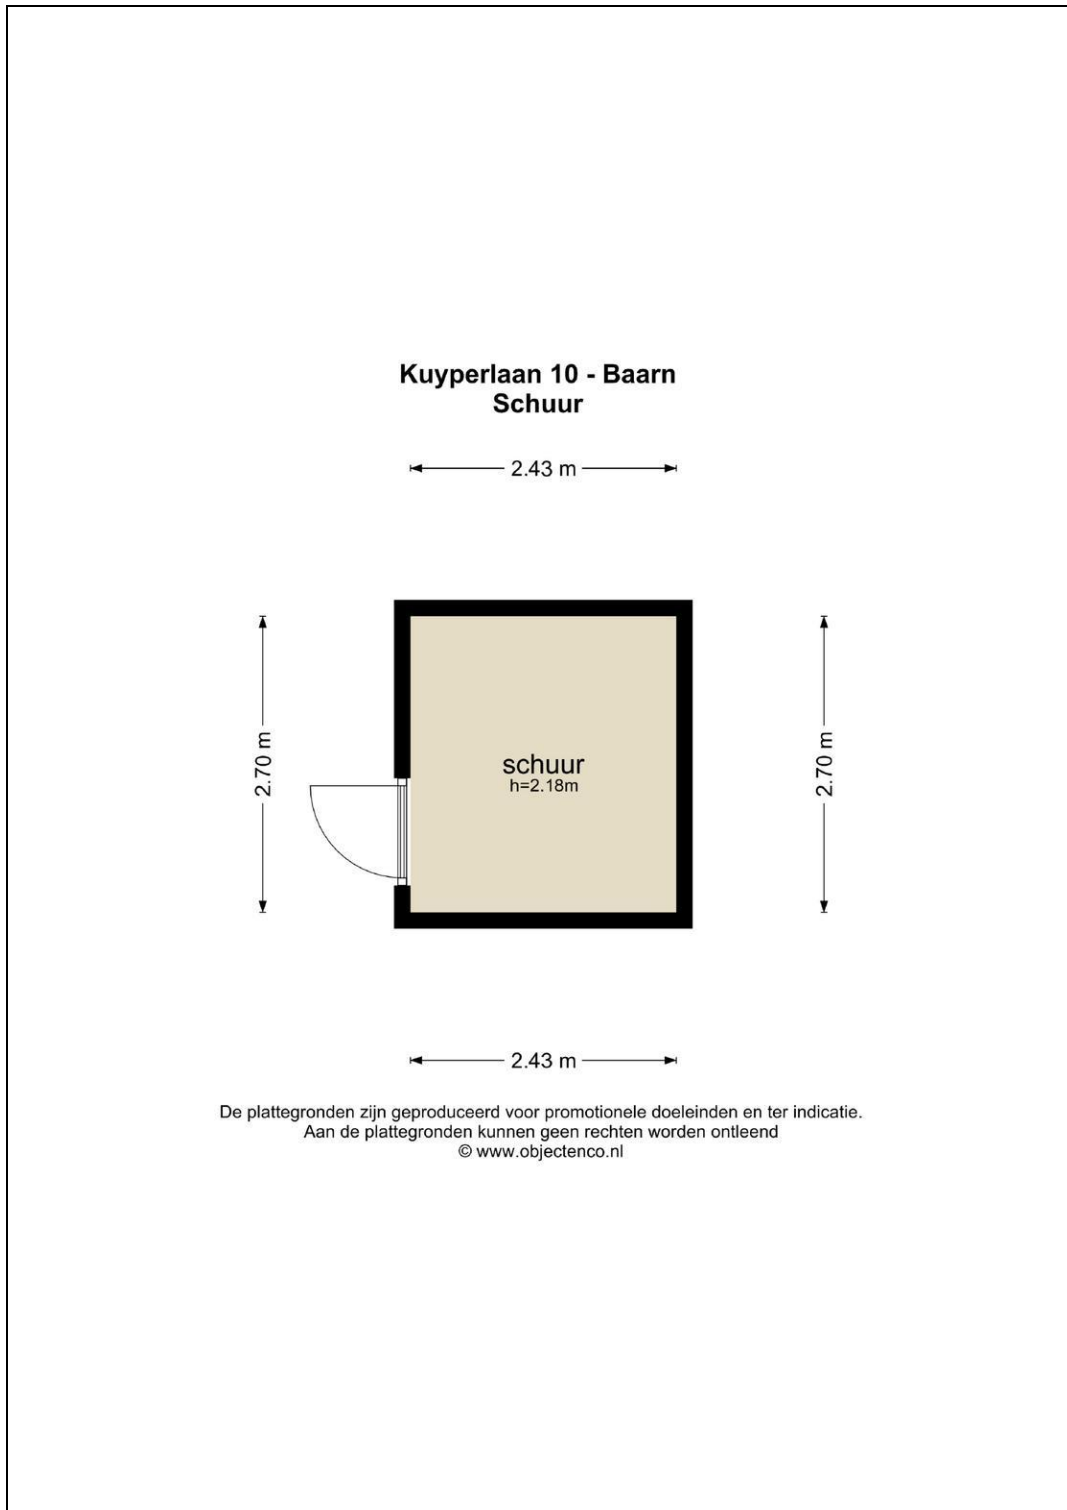 Kuyperlaan 10 - Baarn
Schuur
2.43 m
2.70 m
schuur
h=2.18m
2.70 m
2.43 m
De plattegronden zijn geproduceerd voor promotionele doeleinden en ter indicatie.
Aan de plattegronden kunnen geen rechten worden ontleend
© www.objectenco.nl